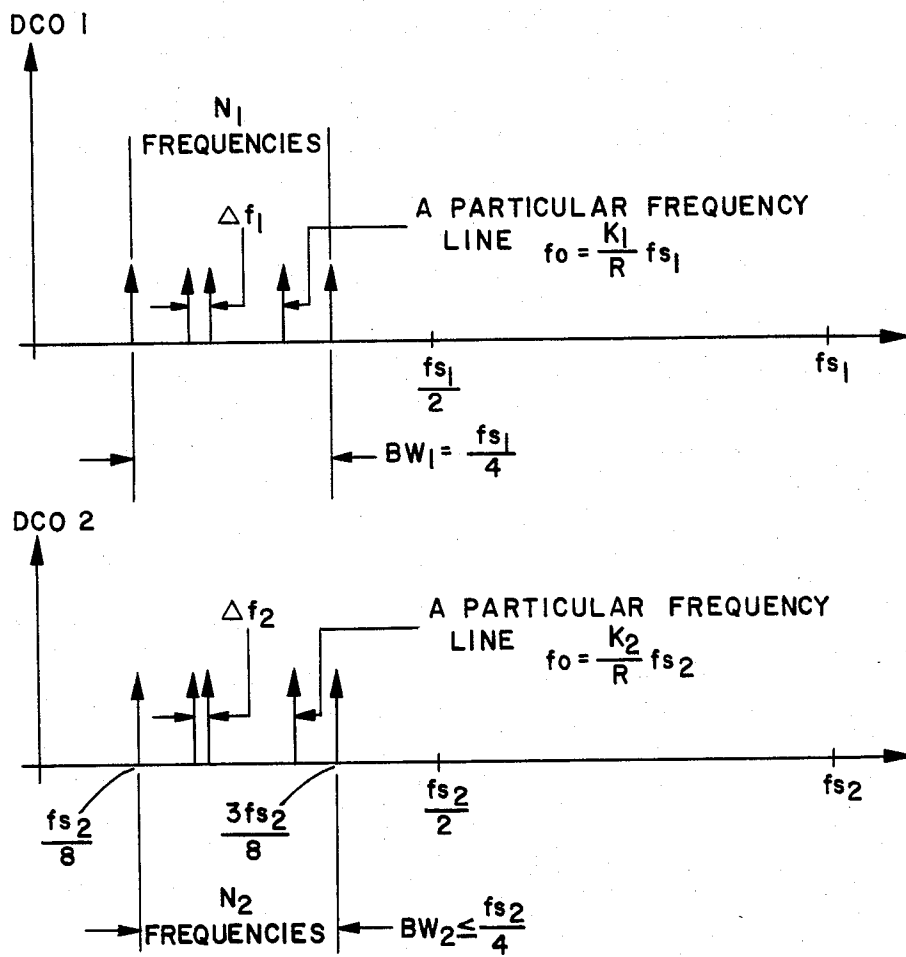 DCO 1
N1
FREQUENCIES
Δf1
A PARTICULAR FREQUENCY
LINE fo = K1/R fs1
fs1/2
fs1
BW1 = fs1/4
DCO 2
Δf2
A PARTICULAR FREQUENCY
LINE fo = K2/R fs2
fs2/8
3fs2/8
fs2/2
fs2
N2
FREQUENCIES
BW2 ≤ fs2/4